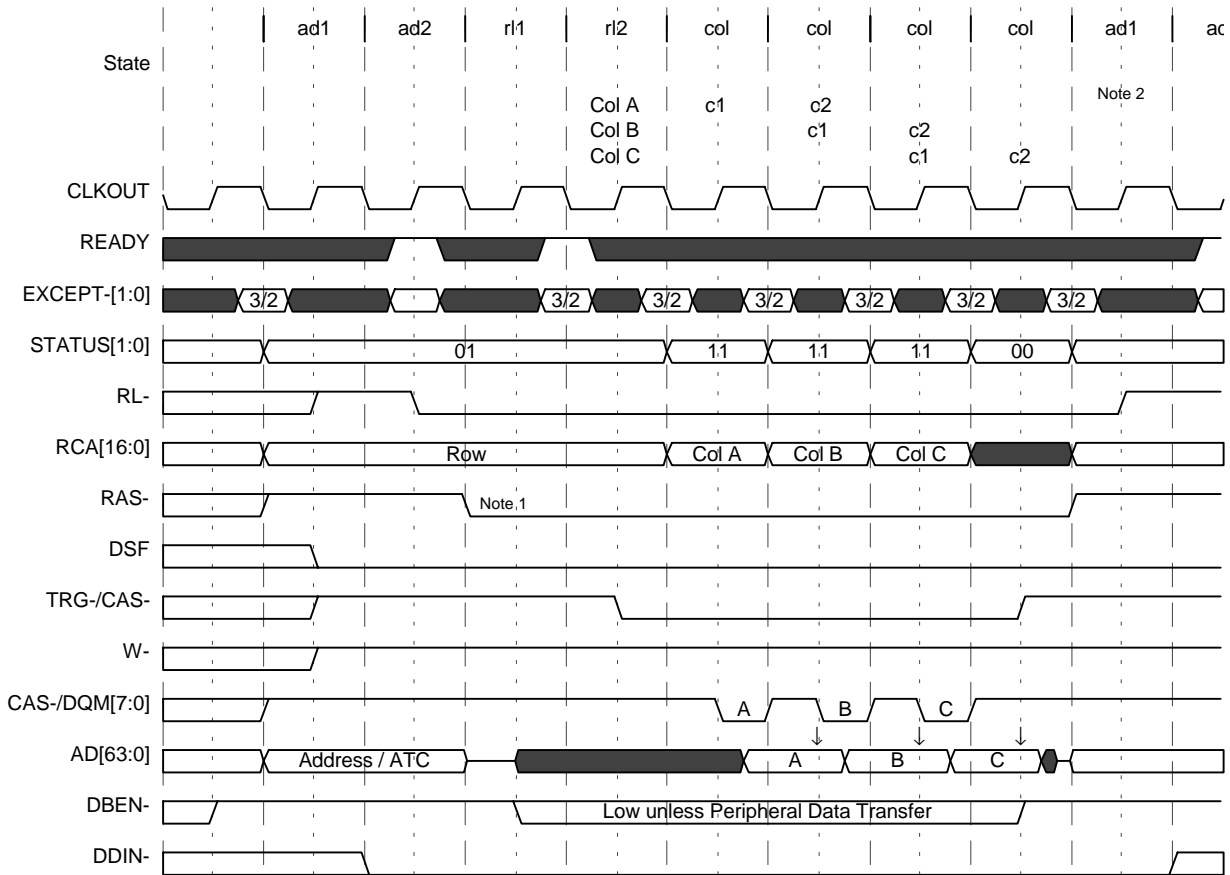 ad1 ad2 rl1 rl2 col col col col ad1 ad
State
Note 2
Col A c1 c2
Col B c1 c2
Col C c1 c2
CLKOUT
READY
EXCEPT-[1:0] 3/2 3/2 3/2 3/2 3/2 3/2 3/2
STATUS[1:0] 01 11 11 11 00
RL-
RCA[16:0] Row Col A Col B Col C
RAS- Note 1
DSF
TRG-/CAS-
W-
CAS-/DQM[7:0] A B C
AD[63:0] Address / ATC A B C
DBEN- Low unless Peripheral Data Transfer
DDIN-